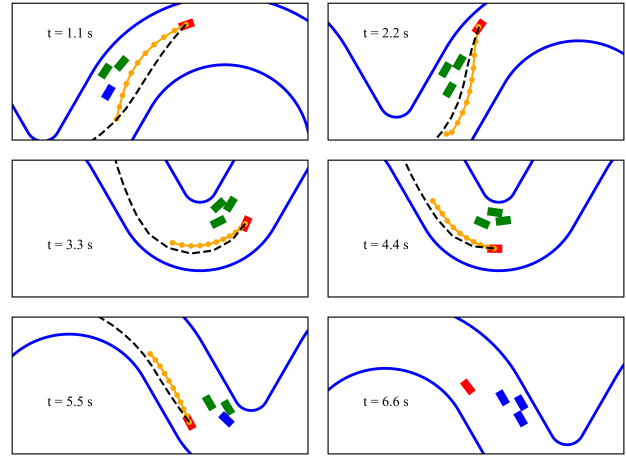 t = 1.1 s
t = 2.2 s
t = 3.3 s
t = 4.4 s
t = 5.5 s
t = 6.6 s